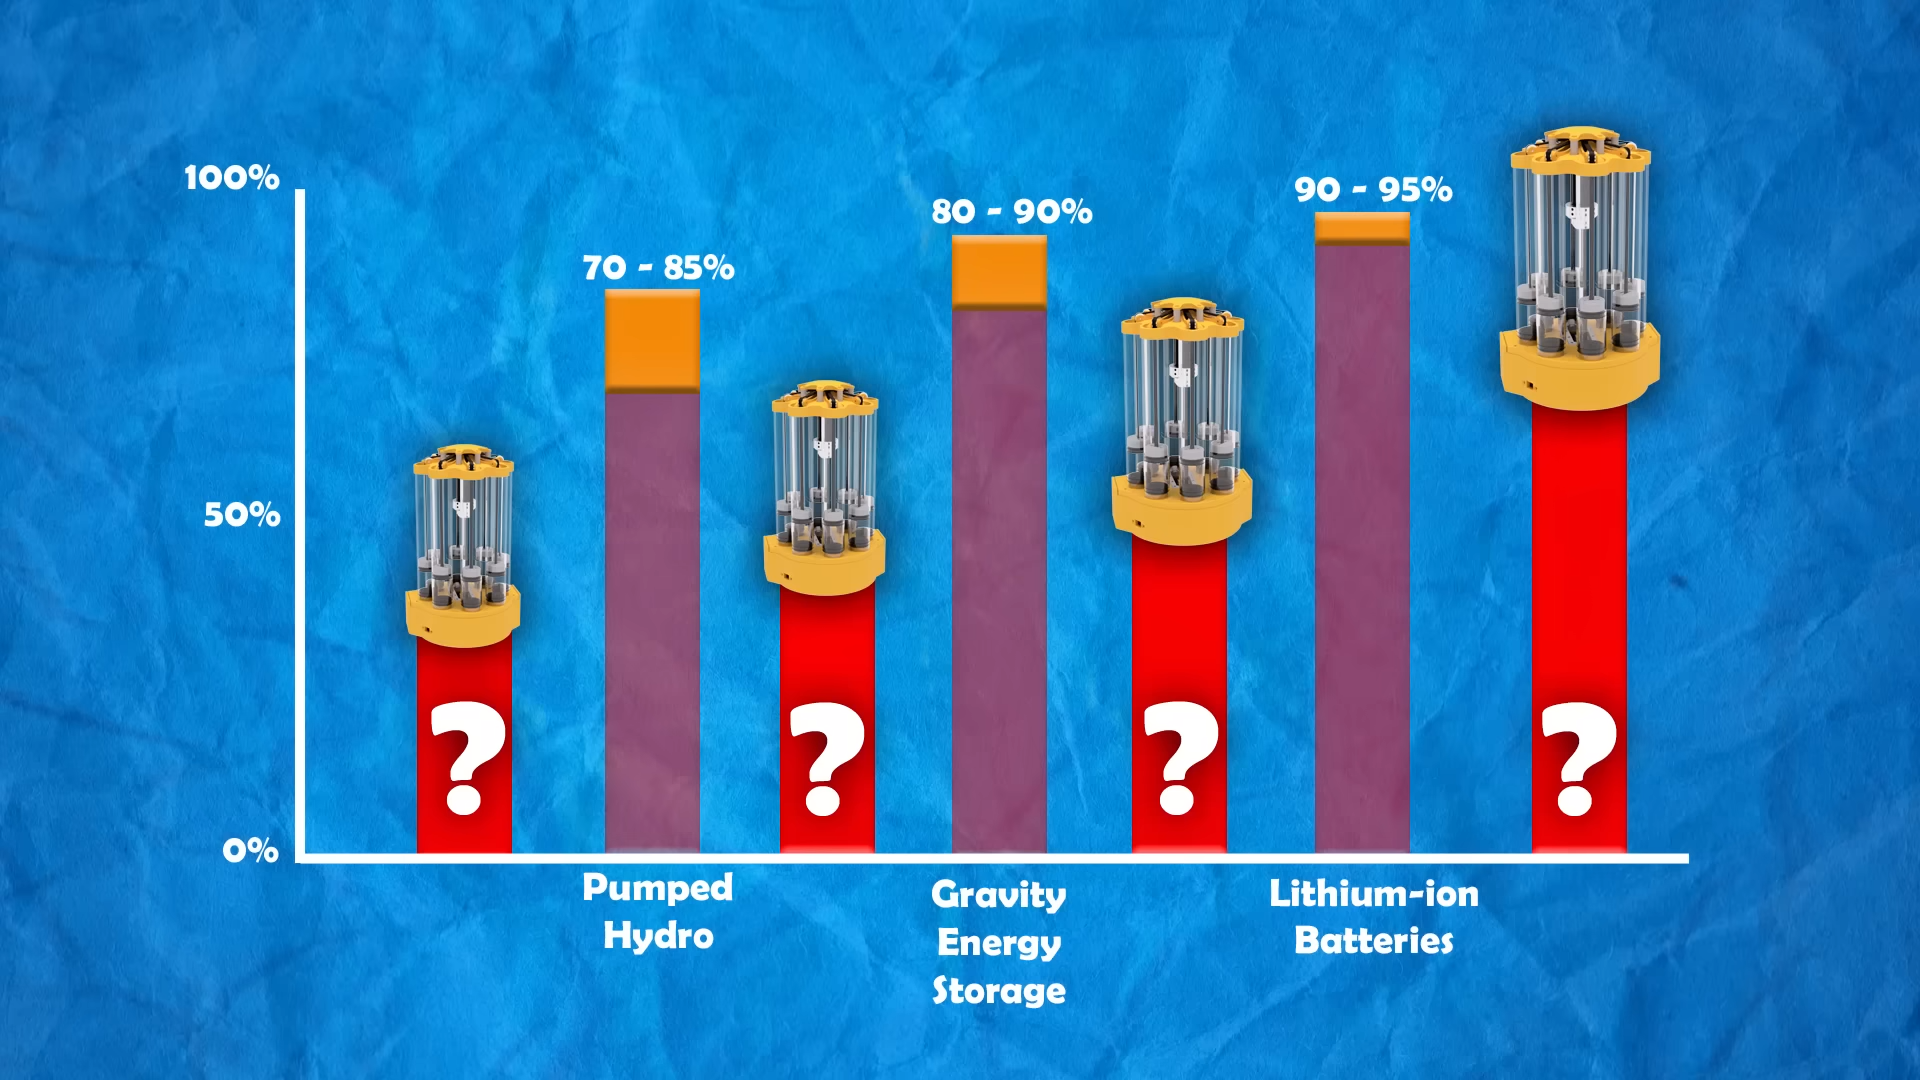 100%
50%
0%
70 - 85%
80 - 90%
90 - 95%
?
?
?
?
Pumped
Hydro
Gravity
Energy
Storage
Lithium-ion
Batteries